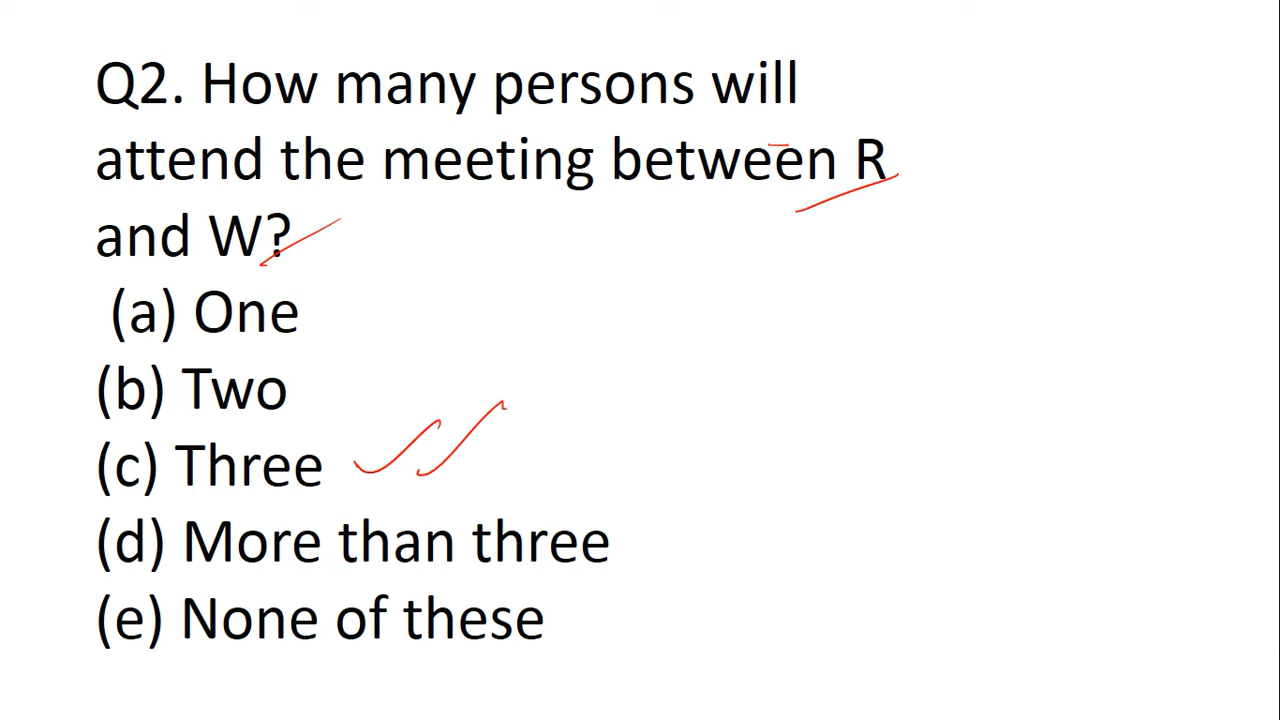 Q2. How many persons will
attend the meeting between R
and W?
(a) One
(b) Two
(c) Three
(d) More than three
(e) None of these